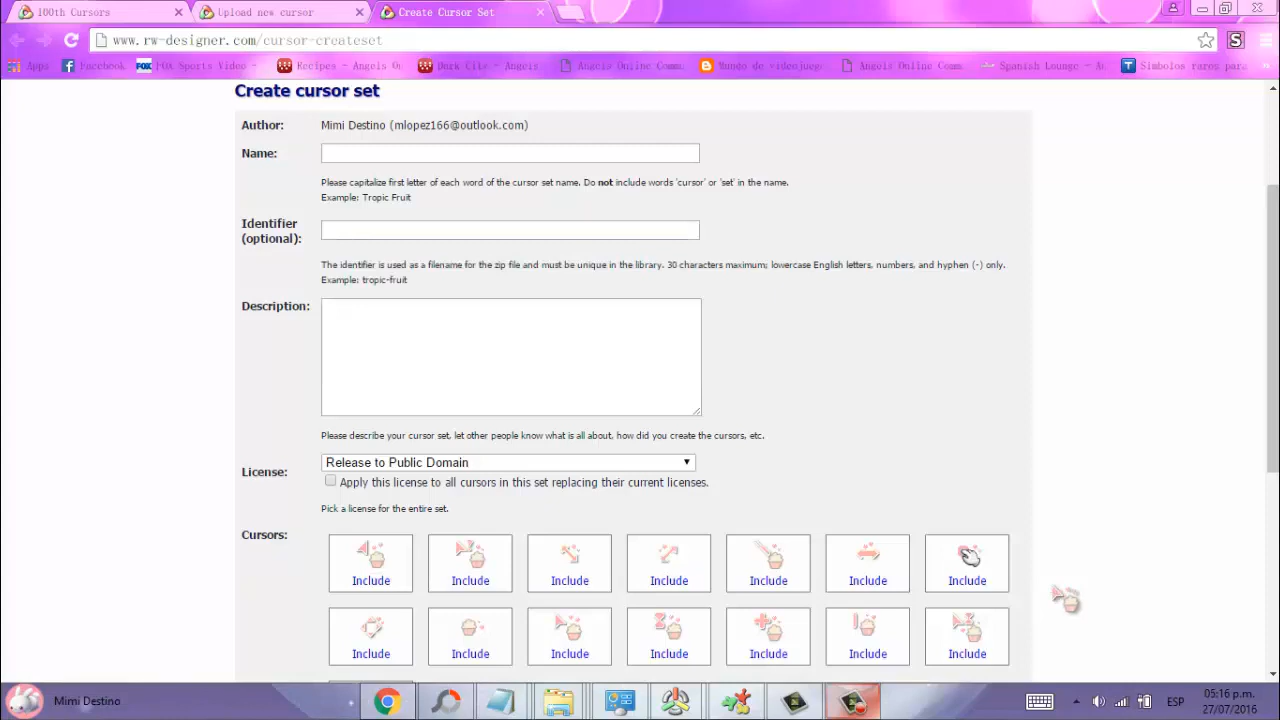 100th Cursors
Upload new cursor
Create Cursor Set
www.rw-designer.com/cursor-createset
Apps
Facebook
FOX Sports Video -
Recipes - Angels On
Dark City - Angels
Angels Online Commu
Mundo de videojueg
Angels Online Comm
Spanish Lounge - An
Símbolos raros para
Create cursor set
Author: Mimi Destino (mlopez166@outlook.com)
Name:
Please capitalize first letter of each word of the cursor set name. Do not include words 'cursor' or 'set' in the name.
Example: Tropic Fruit
Identifier
(optional):
The identifier is used as a filename for the zip file and must be unique in the library. 30 characters maximum; lowercase English letters, numbers, and hyphen (-) only.
Example: tropic-fruit
Description:
Please describe your cursor set, let other people know what is all about, how did you create the cursors, etc.
License: Release to Public Domain
Apply this license to all cursors in this set replacing their current licenses.
Pick a license for the entire set.
Cursors:
Include Include Include Include Include Include Include
Include Include Include Include Include Include Include
Mimi Destino
ESP
05:16 p.m.
27/07/2016